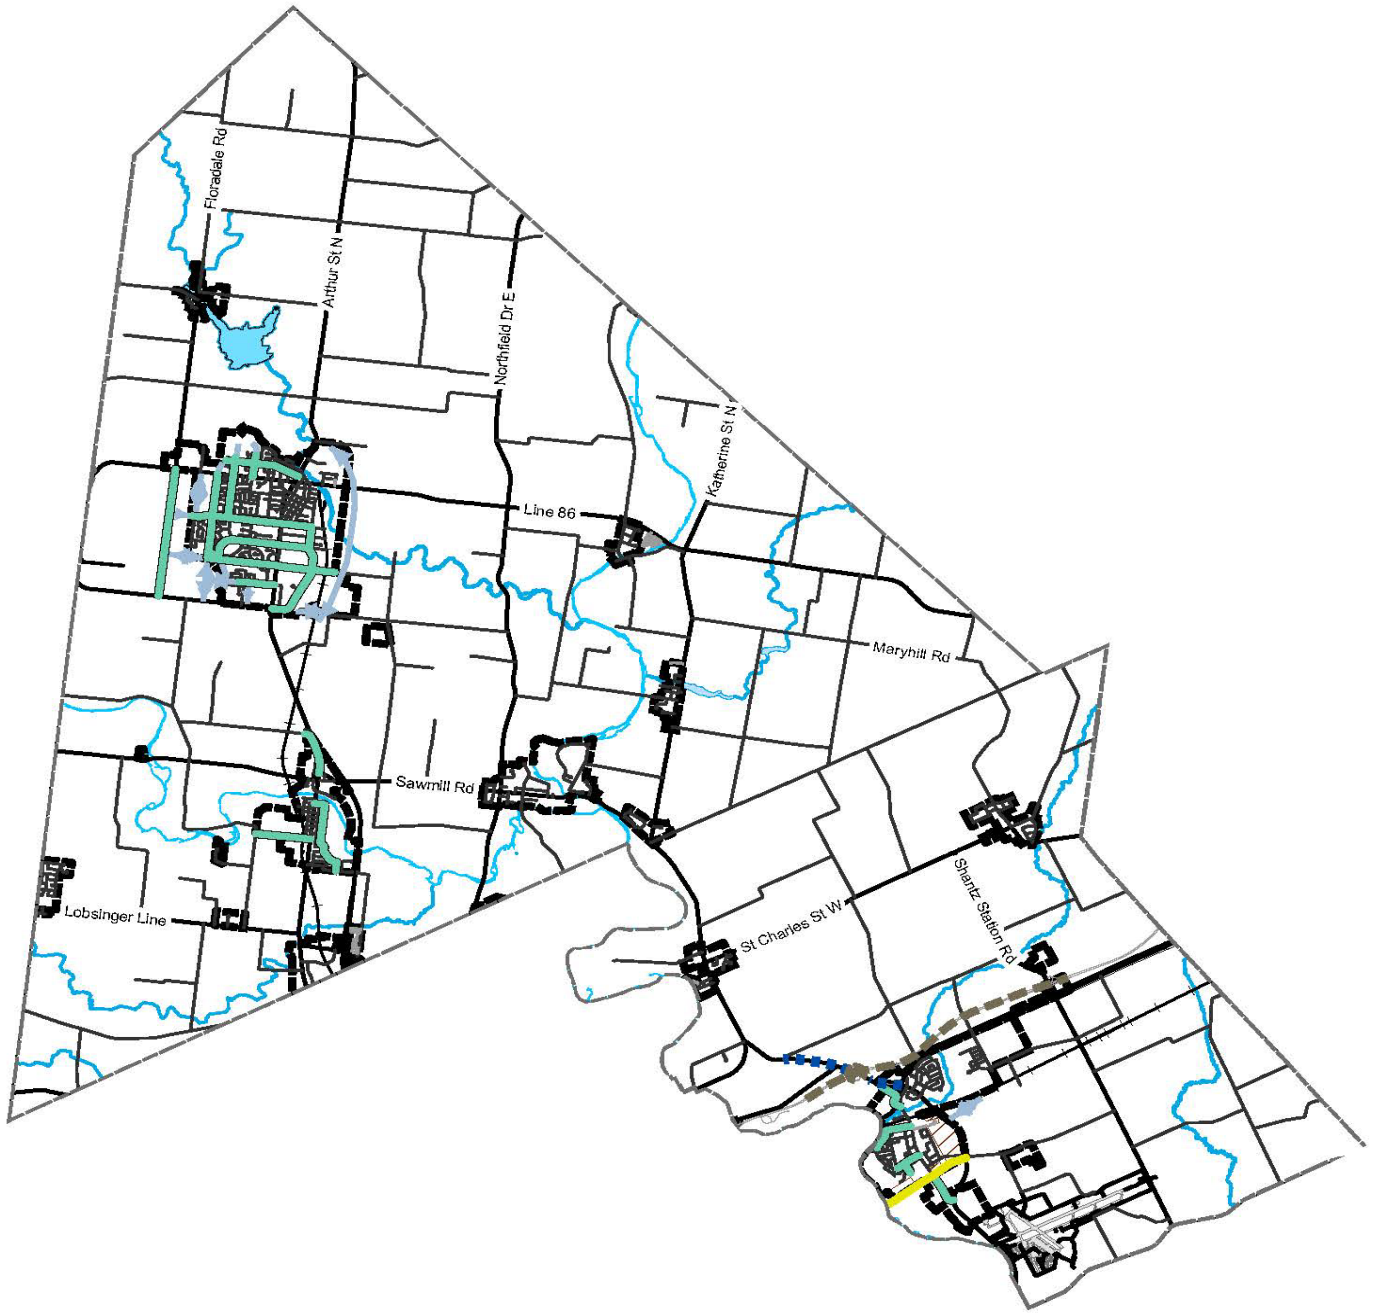 Floradale Rd
Arthur St N
Northfield Dr E
Katherine St N
Line 86
Maryhill Rd
Sawmill Rd
Shantz Station Rd
St Charles St W
Lobsinger Line